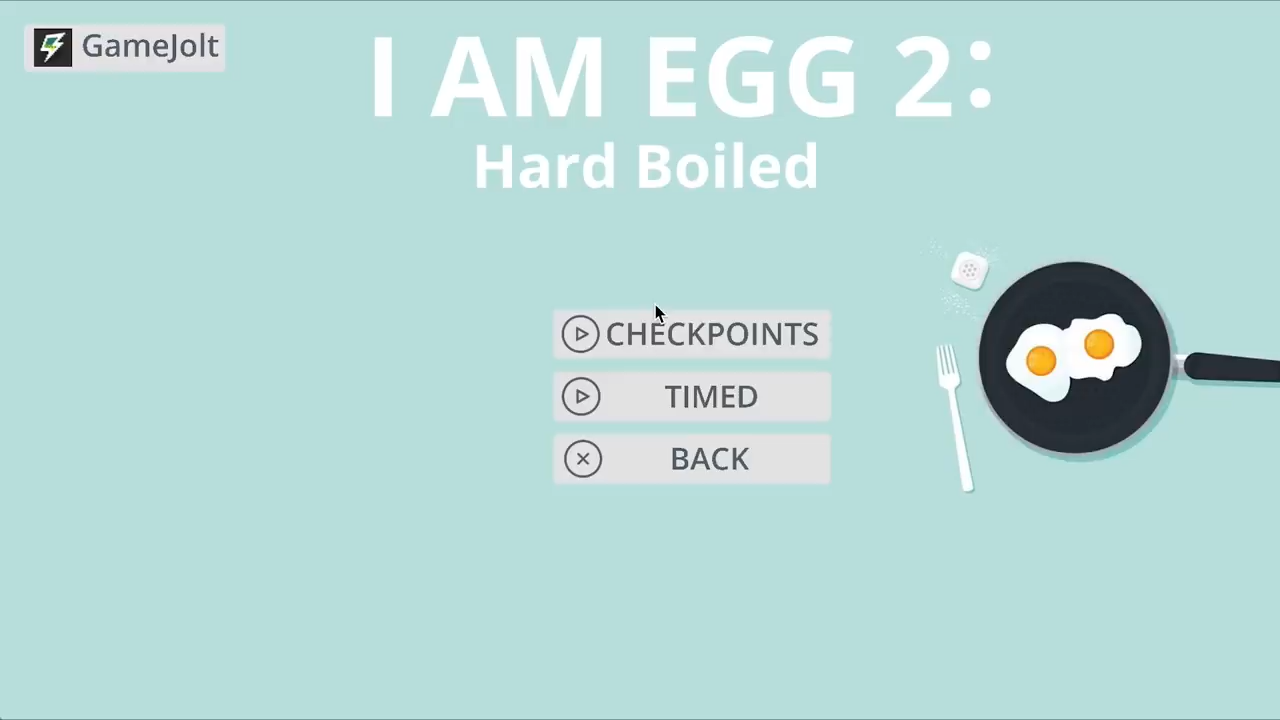 GameJolt
I AM EGG 2:
Hard Boiled
CHECKPOINTS
TIMED
BACK